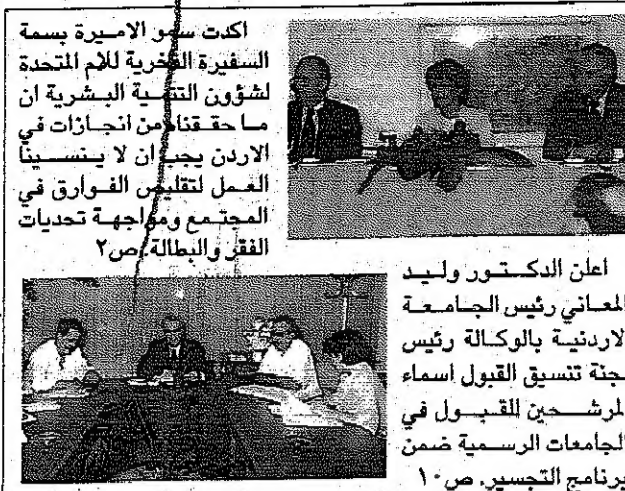 اكدت سمو الاميرة بسمة
السفيرة الفخرية للأمم المتحدة
لشؤون التنمية البشرية ان
ما حققناه من انجازات في
الاردن يجب ان لا ينسينا
العمل لتقليص الفوارق في
المجتمع ومواجهة تحديات
الفقر والبطالة. ص٢
اعلن الدكتور وليد
المعاني رئيس الجامعة
الاردنية بالوكالة رئيس
لجنة تنسيق القبول اسماء
المرشحين للقبول في
الجامعات الرسمية ضمن
برنامج التجسير. ص١٠